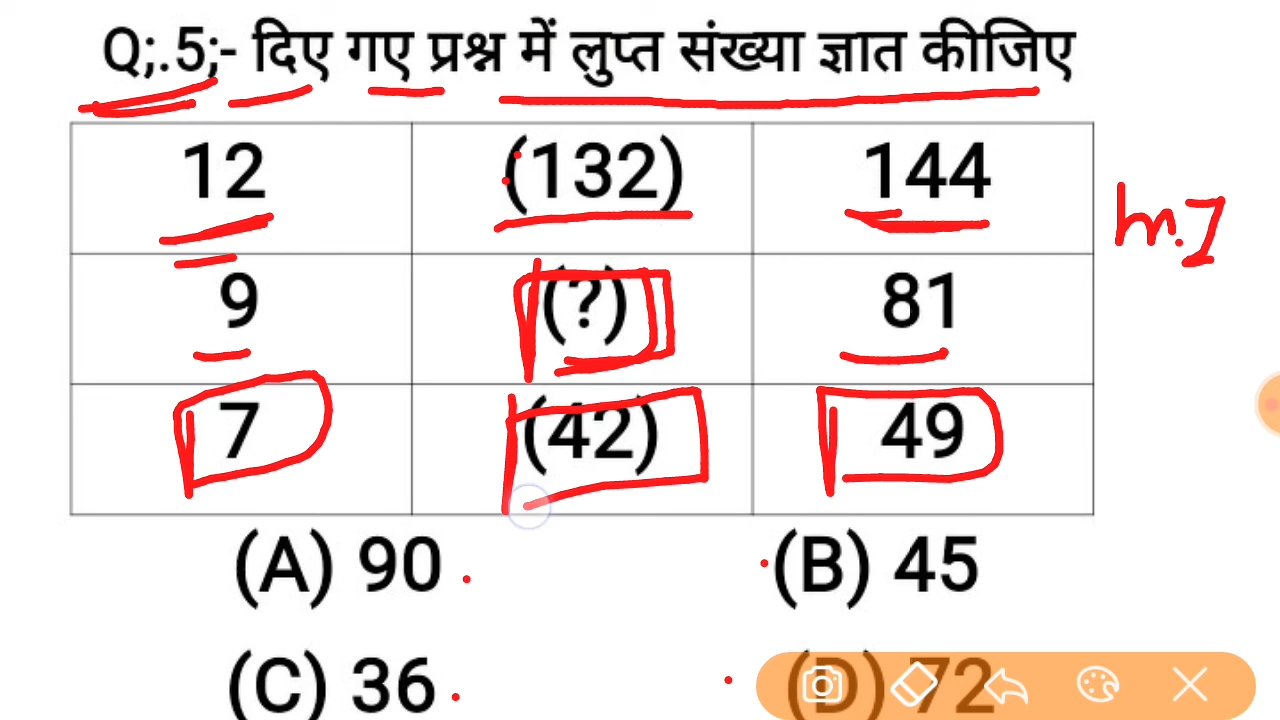 Q;.5;- दिए गए प्रश्न में लुप्त संख्या ज्ञात कीजिए
12 (132) 144
9 (?) 81
7 (42) 49
(A) 90 (B) 45
(C) 36 (D) 72